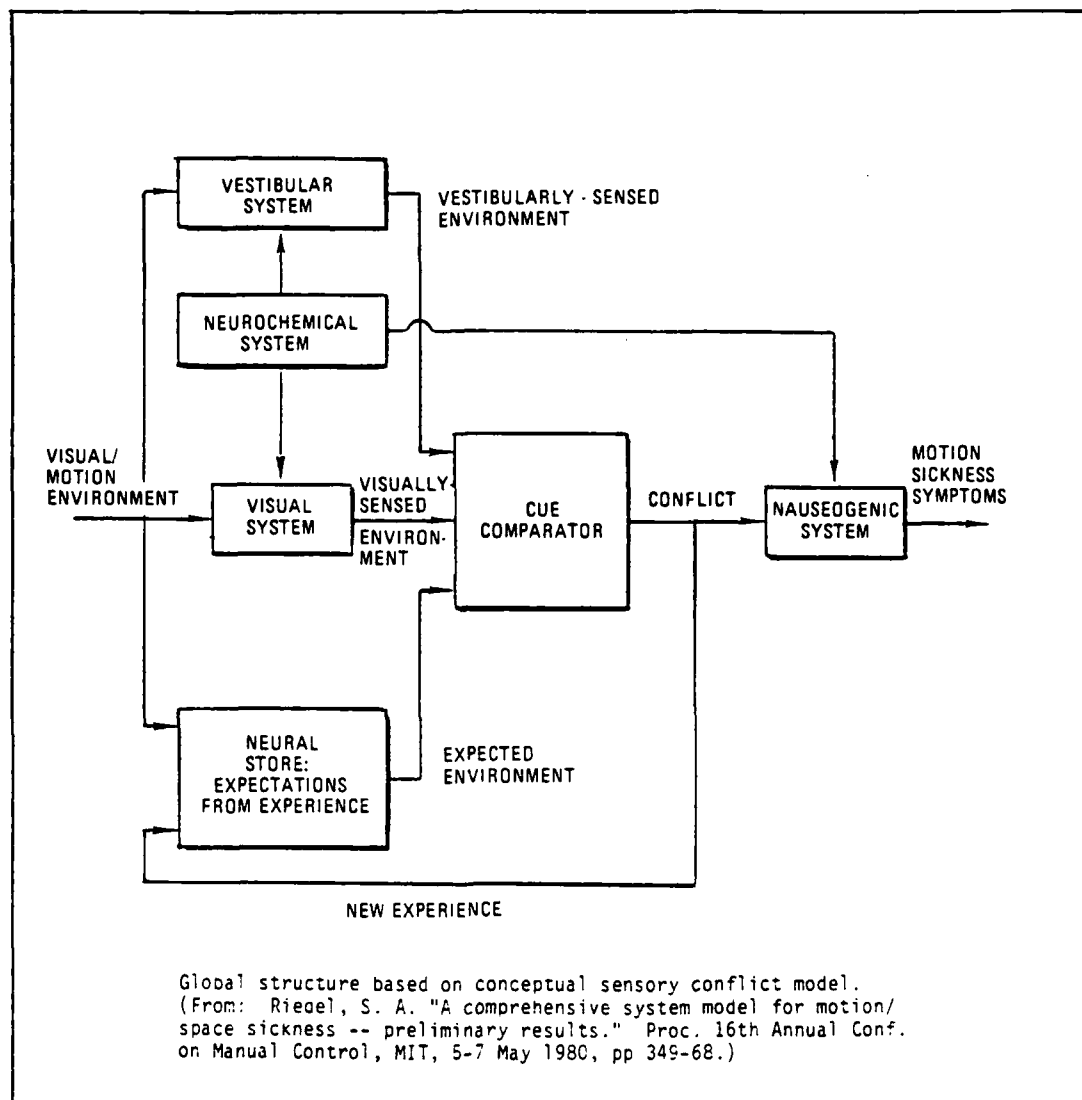 VESTIBULAR
SYSTEM
VESTIBULARLY - SENSED
ENVIRONMENT
NEUROCHEMICAL
SYSTEM
VISUAL/
MOTION
ENVIRONMENT
VISUAL
SYSTEM
VISUALLY-
SENSED
ENVIRON-
MENT
CUE
COMPARATOR
CONFLICT
NAUSEOGENIC
SYSTEM
MOTION
SICKNESS
SYMPTOMS
NEURAL
STORE:
EXPECTATIONS
FROM EXPERIENCE
EXPECTED
ENVIRONMENT
NEW EXPERIENCE
Global structure based on conceptual sensory conflict model.
(From: Riedel, S. A. "A comprehensive system model for motion/
space sickness -- preliminary results." Proc. 16th Annual Conf.
on Manual Control, MIT, 5-7 May 1980, pp 349-68.)